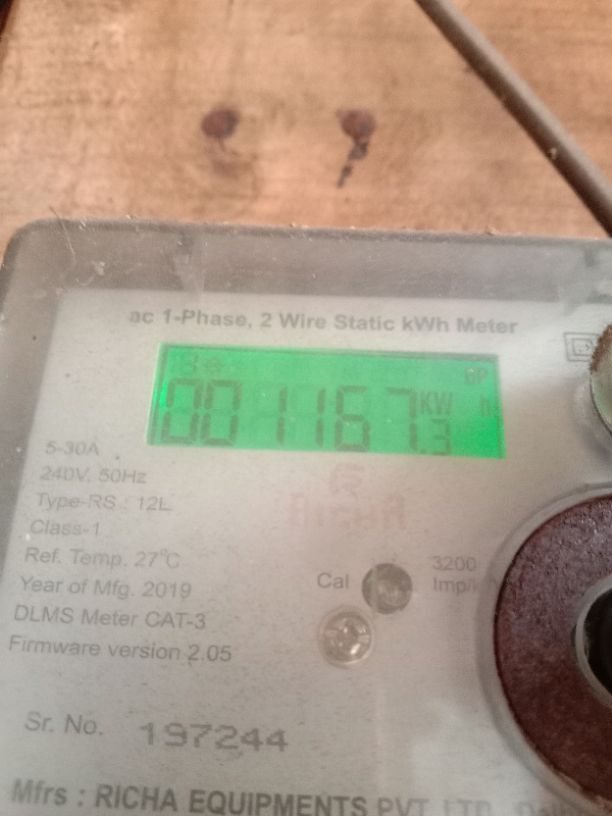 ac 1-Phase, 2 Wire Static kWh Meter
001167.3 KW h
5-30A
240V, 50Hz
Type-RS : 12L
Class-1
Ref. Temp. 27°C
Year of Mfg. 2019
DLMS Meter CAT-3
Firmware version 2.05
Cal
3200
Imp/
Sr. No. 197244
Mfrs : RICHA EQUIPMENTS PVT. LTD.